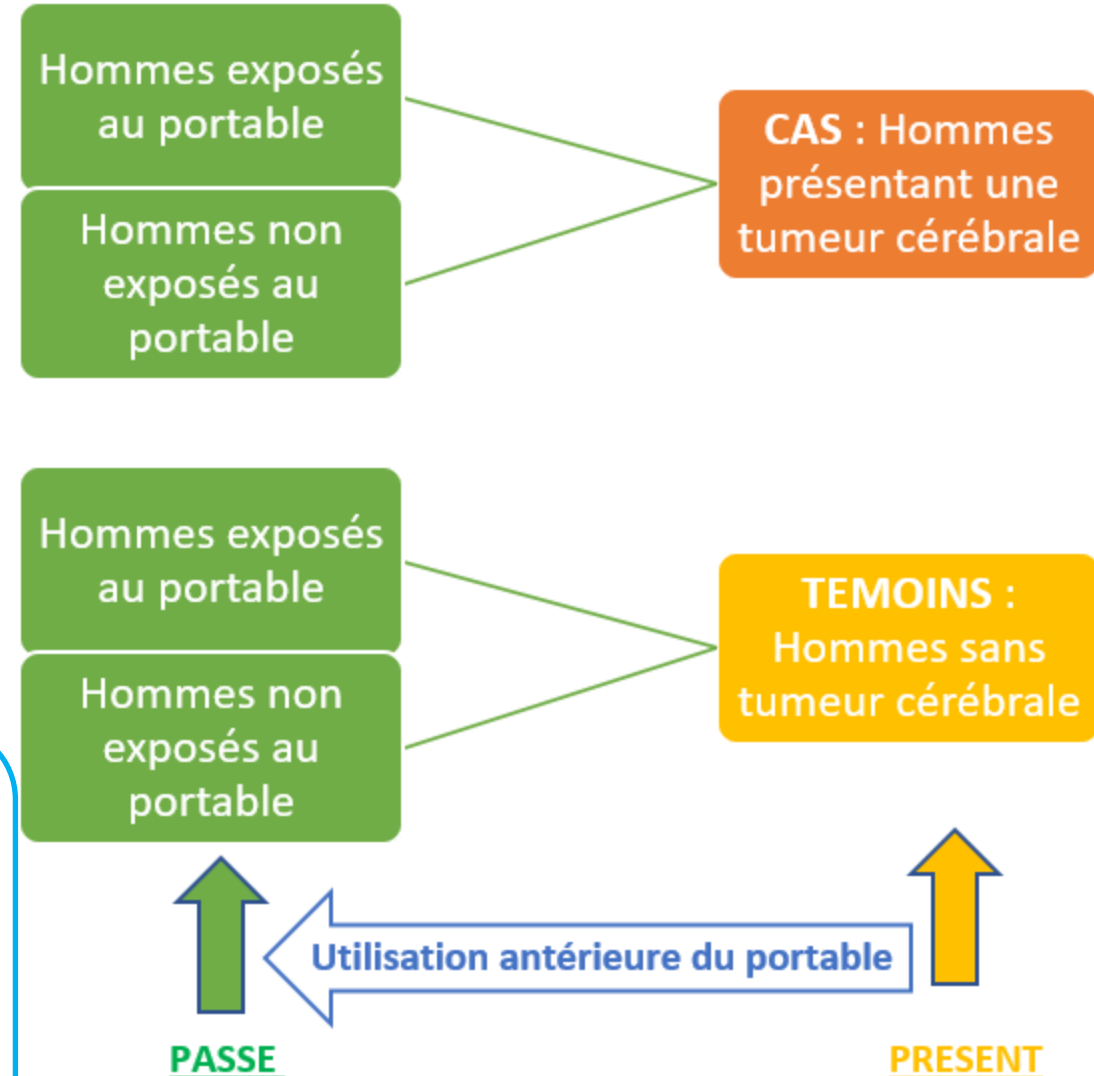 Hommes exposés
au portable
Hommes non
exposés au
portable
CAS : Hommes
présentant une
tumeur cérébrale
Hommes exposés
au portable
Hommes non
exposés au
portable
TEMOINS :
Hommes sans
tumeur cérébrale
Utilisation antérieure du portable
PASSE
PRESENT